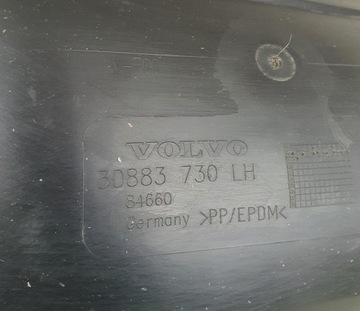 VOLVO
30883 730 LH
84660
Germany >PP/EPDM<